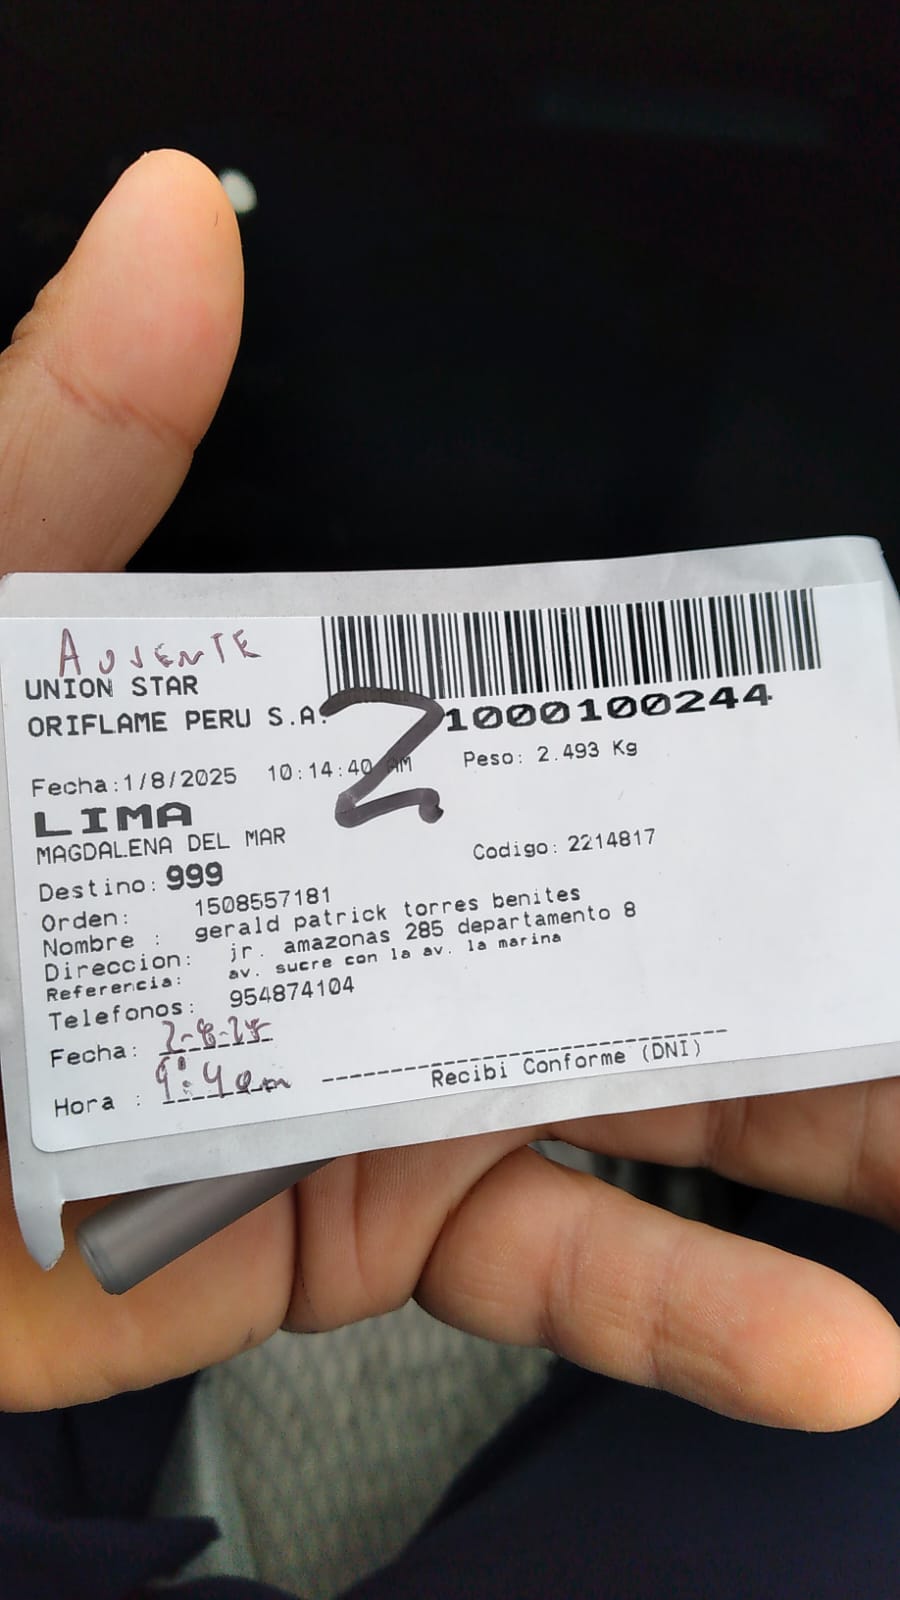 AUSENTE
UNION STAR
ORIFLAME PERU S.A.
1000100244
Fecha:1/8/2025 10:14:40 AM
Peso: 2.493 Kg
2
LIMA
MAGDALENA DEL MAR
Codigo: 2214817
Destino: 999
Orden: 1508557181
Nombre : gerald patrick torres benites
Direccion: jr. amazonas 285 departamento 8
Referencia: av. sucre con la av. la marina
Telefonos: 954874104
Fecha: 2-8-25
Hora :
Recibi Conforme (DNI)